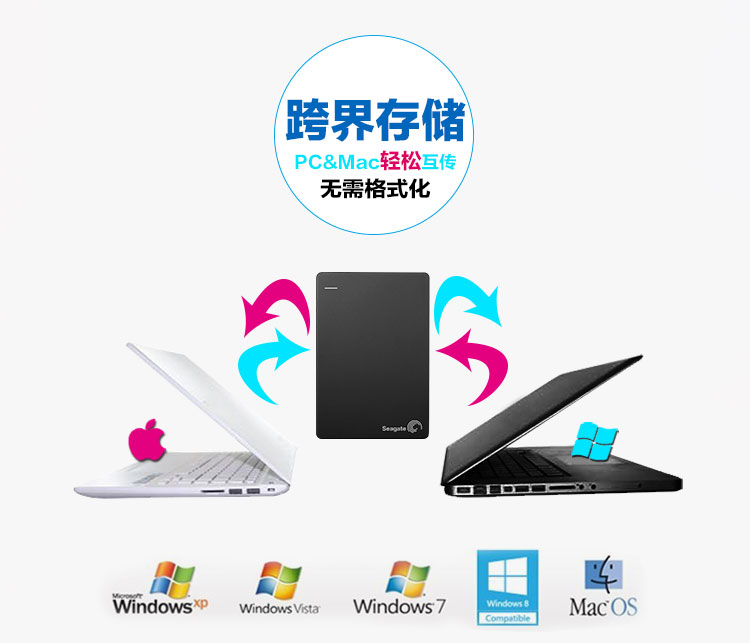 跨界存储
PC&Mac轻松互传
无需格式化
Seagate
Microsoft
Windows xp
Windows Vista
Windows 7
Windows 8
Compatible
Mac OS